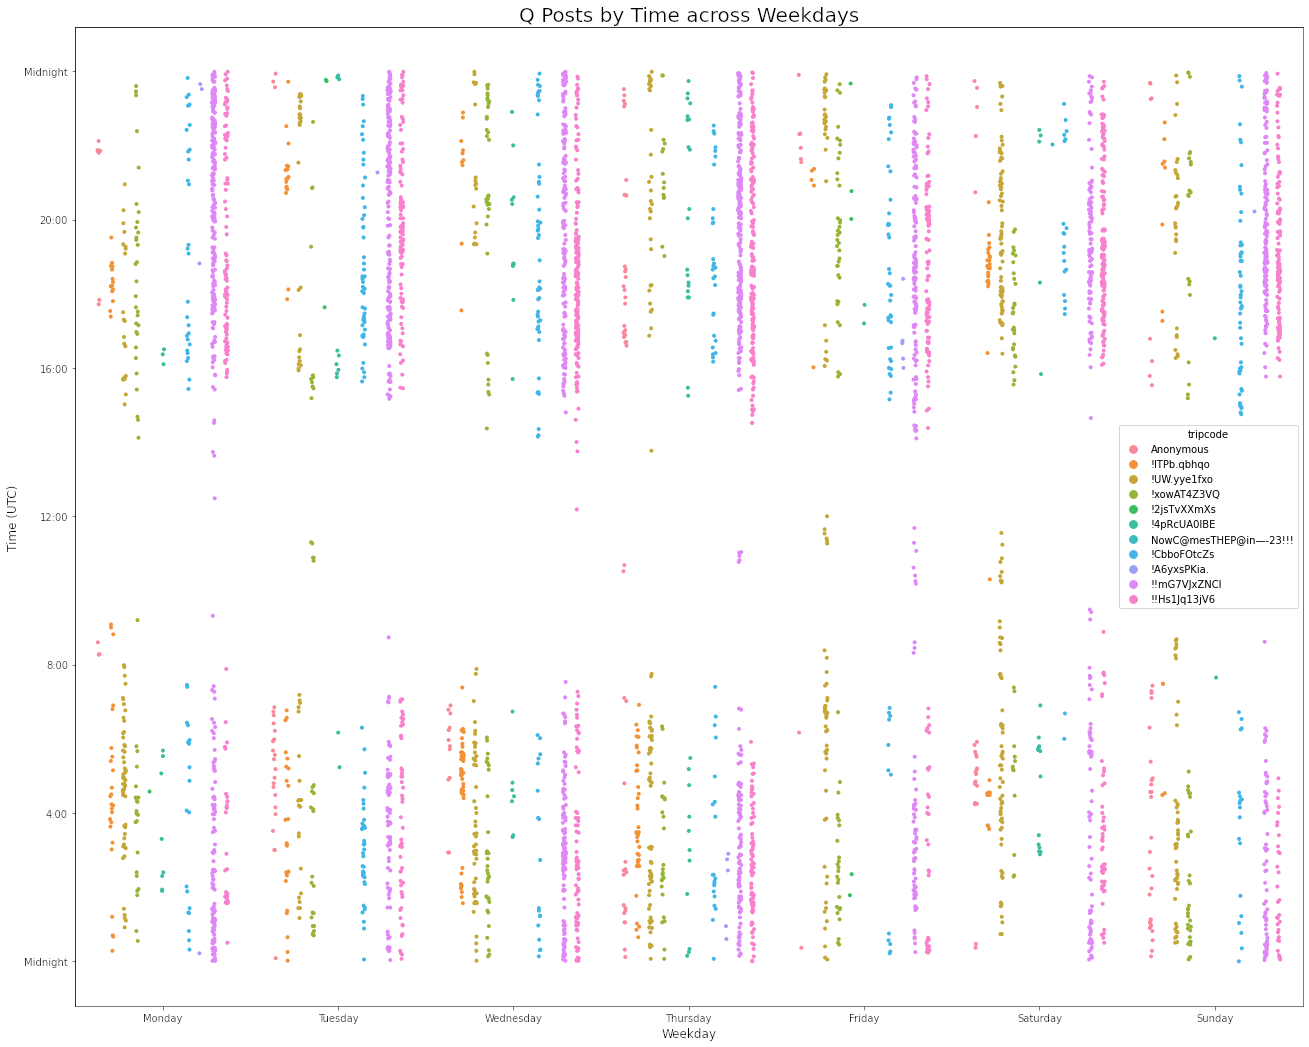 Q Posts by Time across Weekdays
Midnight
20:00
16:00
12:00
8:00
4:00
Midnight
Time (UTC)
tripcode
Anonymous
!ITPb.qbhqo
!UW.yye1fxo
!xowAT4Z3VQ
!2jsTvXXmXs
!4pRcUA0lBE
NowC@mesTHEP@in—-23!!!
!CbboFOtcZs
!A6yxsPKia.
!!mG7VJxZNCI
!!Hs1Jq13jV6
Monday
Tuesday
Wednesday
Thursday
Friday
Saturday
Sunday
Weekday